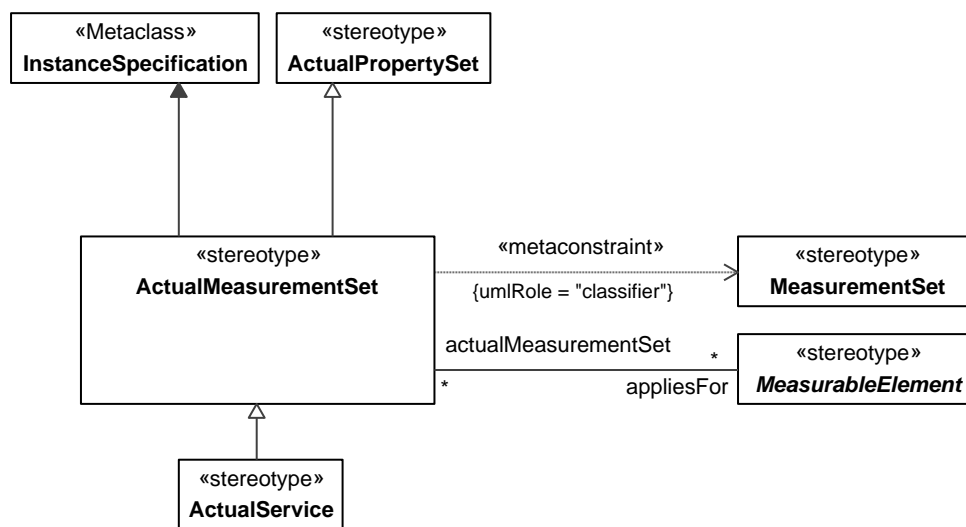 «Metaclass»
InstanceSpecification
«stereotype»
ActualPropertySet
«stereotype»
ActualMeasurementSet
«metaconstraint»
{umlRole = "classifier"}
«stereotype»
MeasurementSet
actualMeasurementSet
*
*
appliesFor
«stereotype»
MeasurableElement
«stereotype»
ActualService